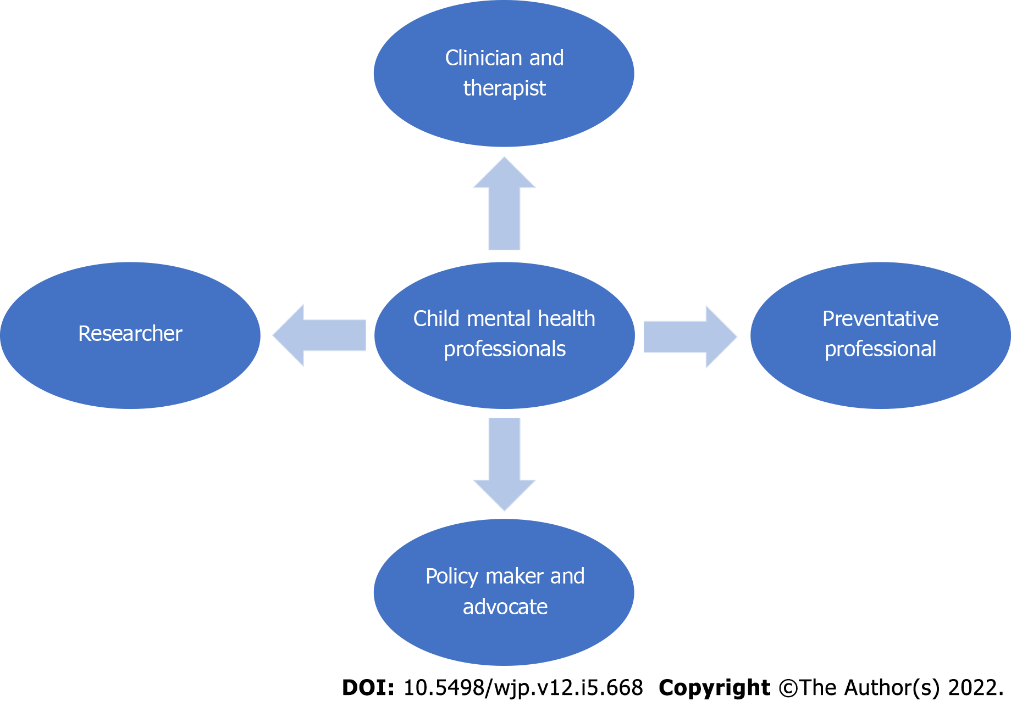 Clinician and
therapist
Researcher
Child mental health
professionals
Preventative
professional
Policy maker and
advocate
DOI: 10.5498/wjp.v12.i5.668 Copyright ©The Author(s) 2022.